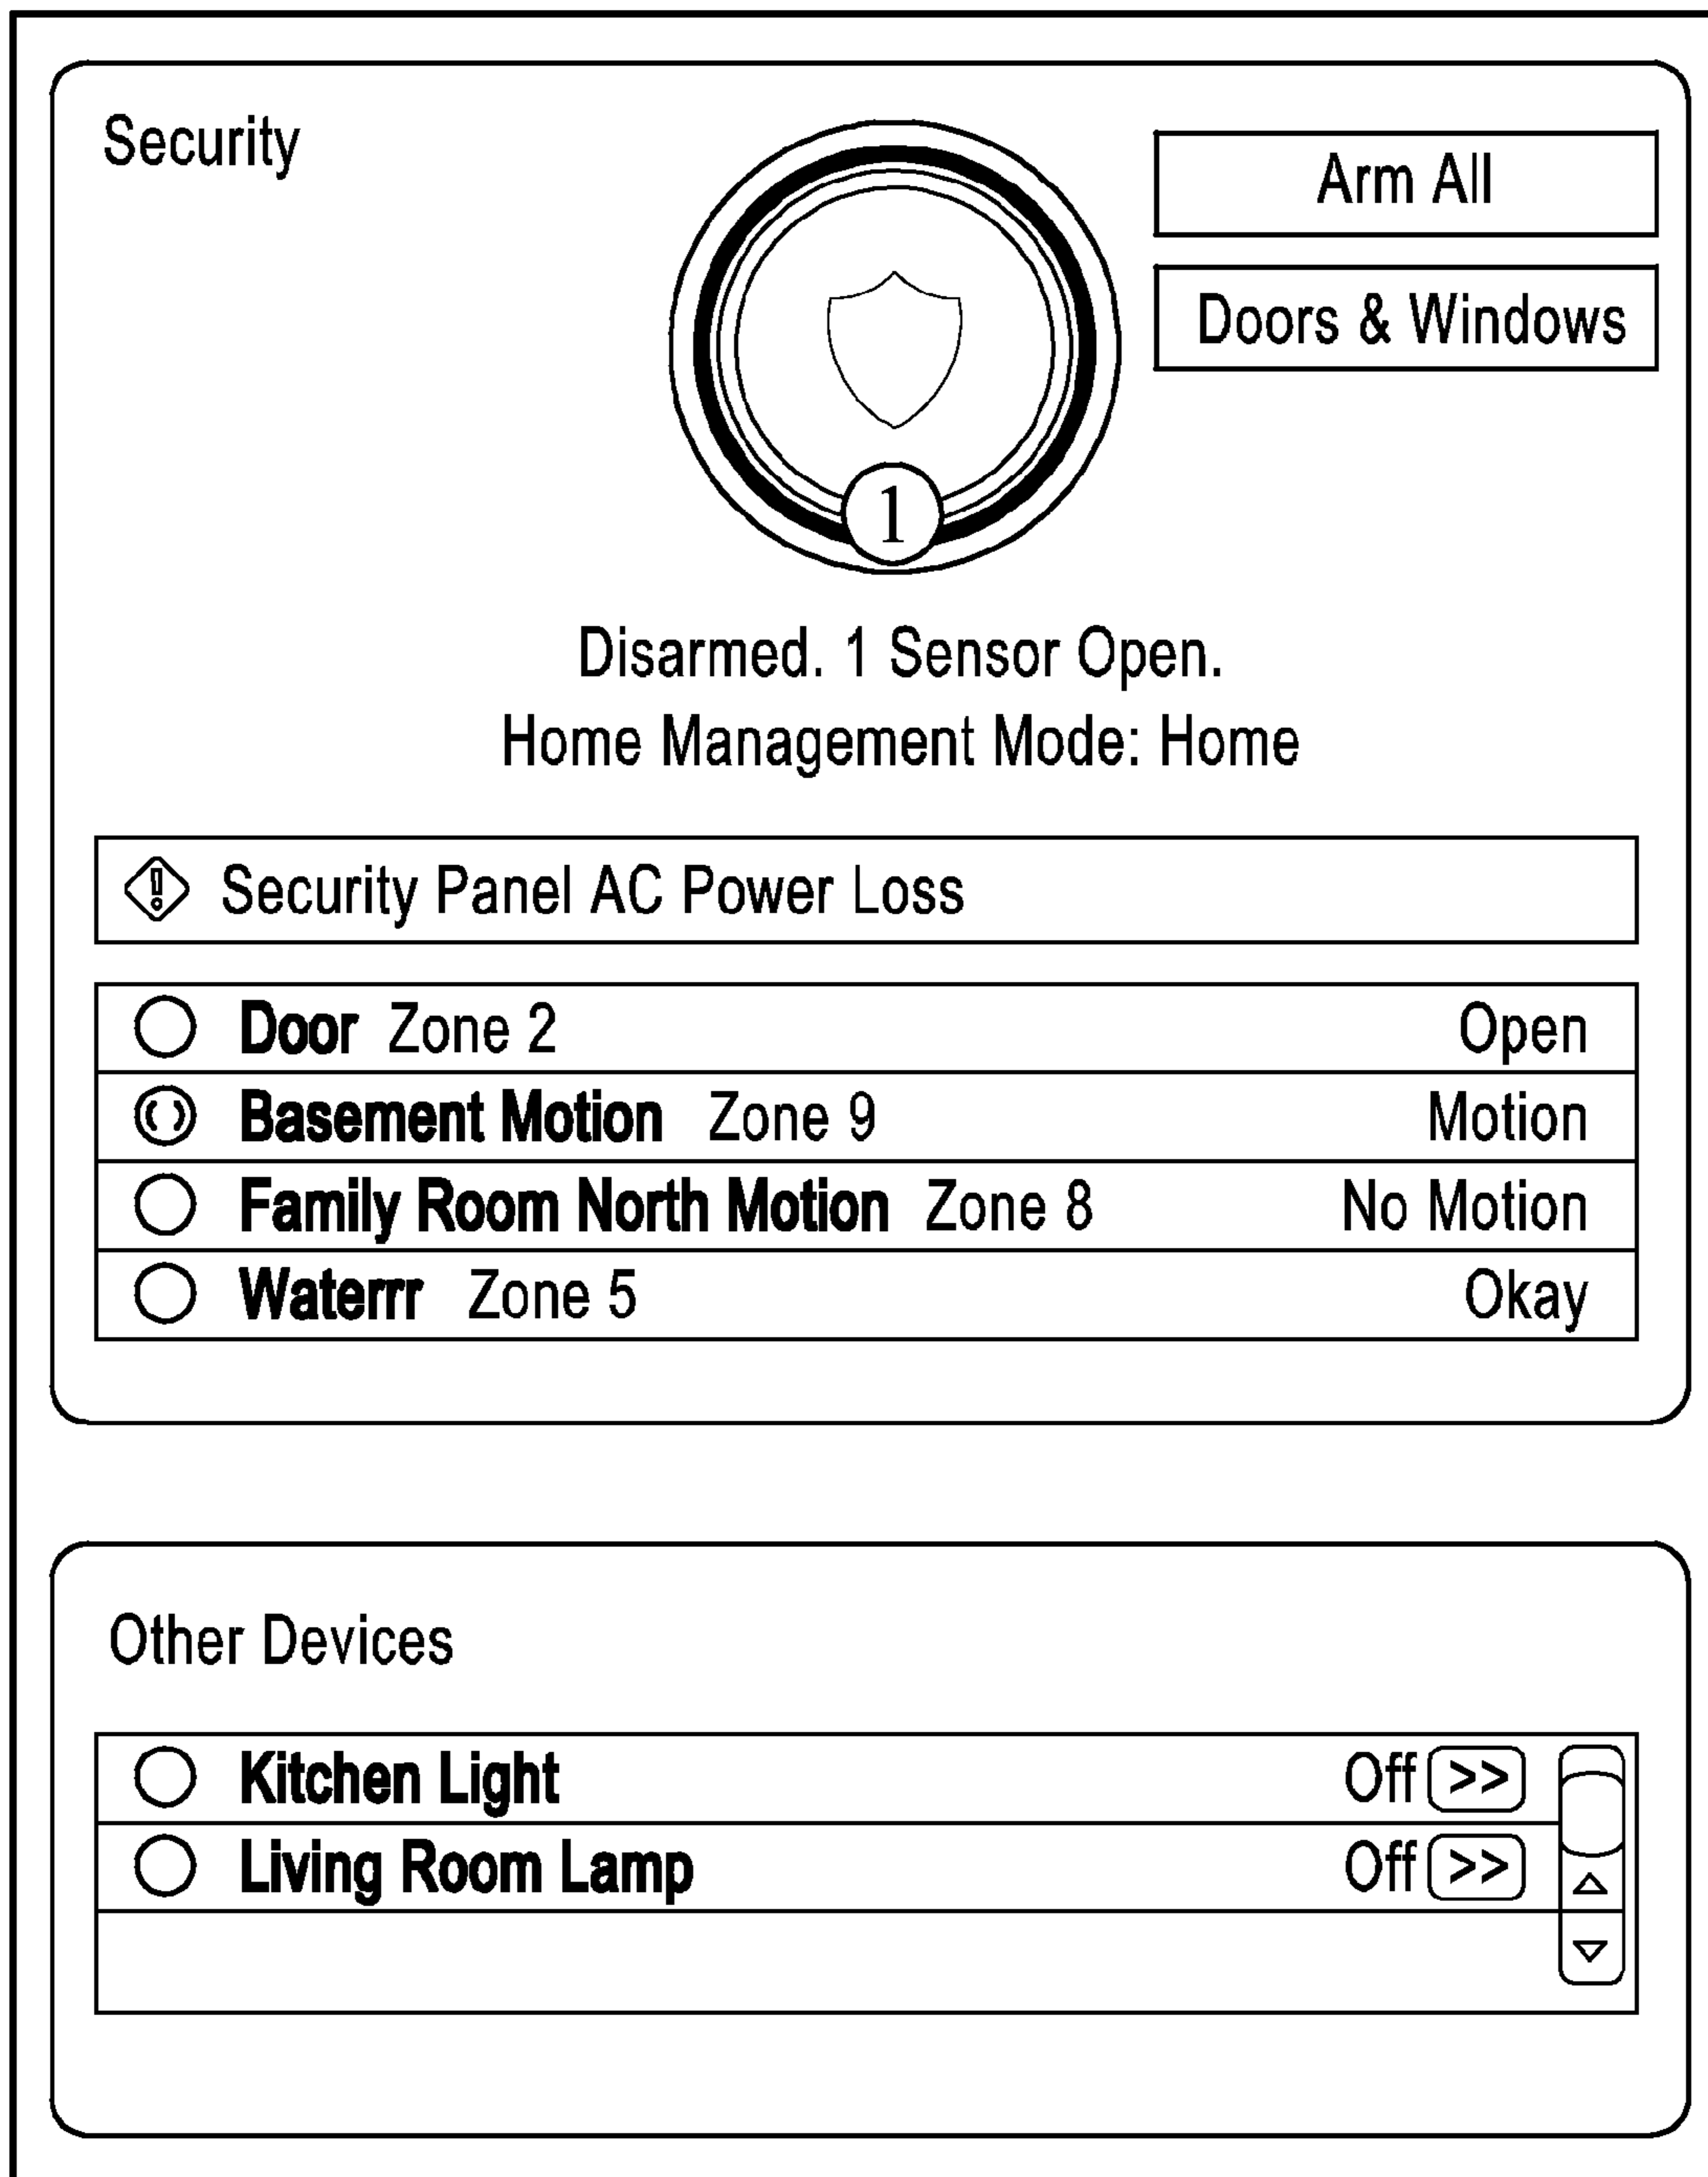 Security
Arm All
Doors & Windows
1
Disarmed. 1 Sensor Open.
Home Management Mode: Home
Security Panel AC Power Loss
Door Zone 2 Open
Basement Motion Zone 9 Motion
Family Room North Motion Zone 8 No Motion
Waterrr Zone 5 Okay
Other Devices
Kitchen Light Off >>
Living Room Lamp Off >>